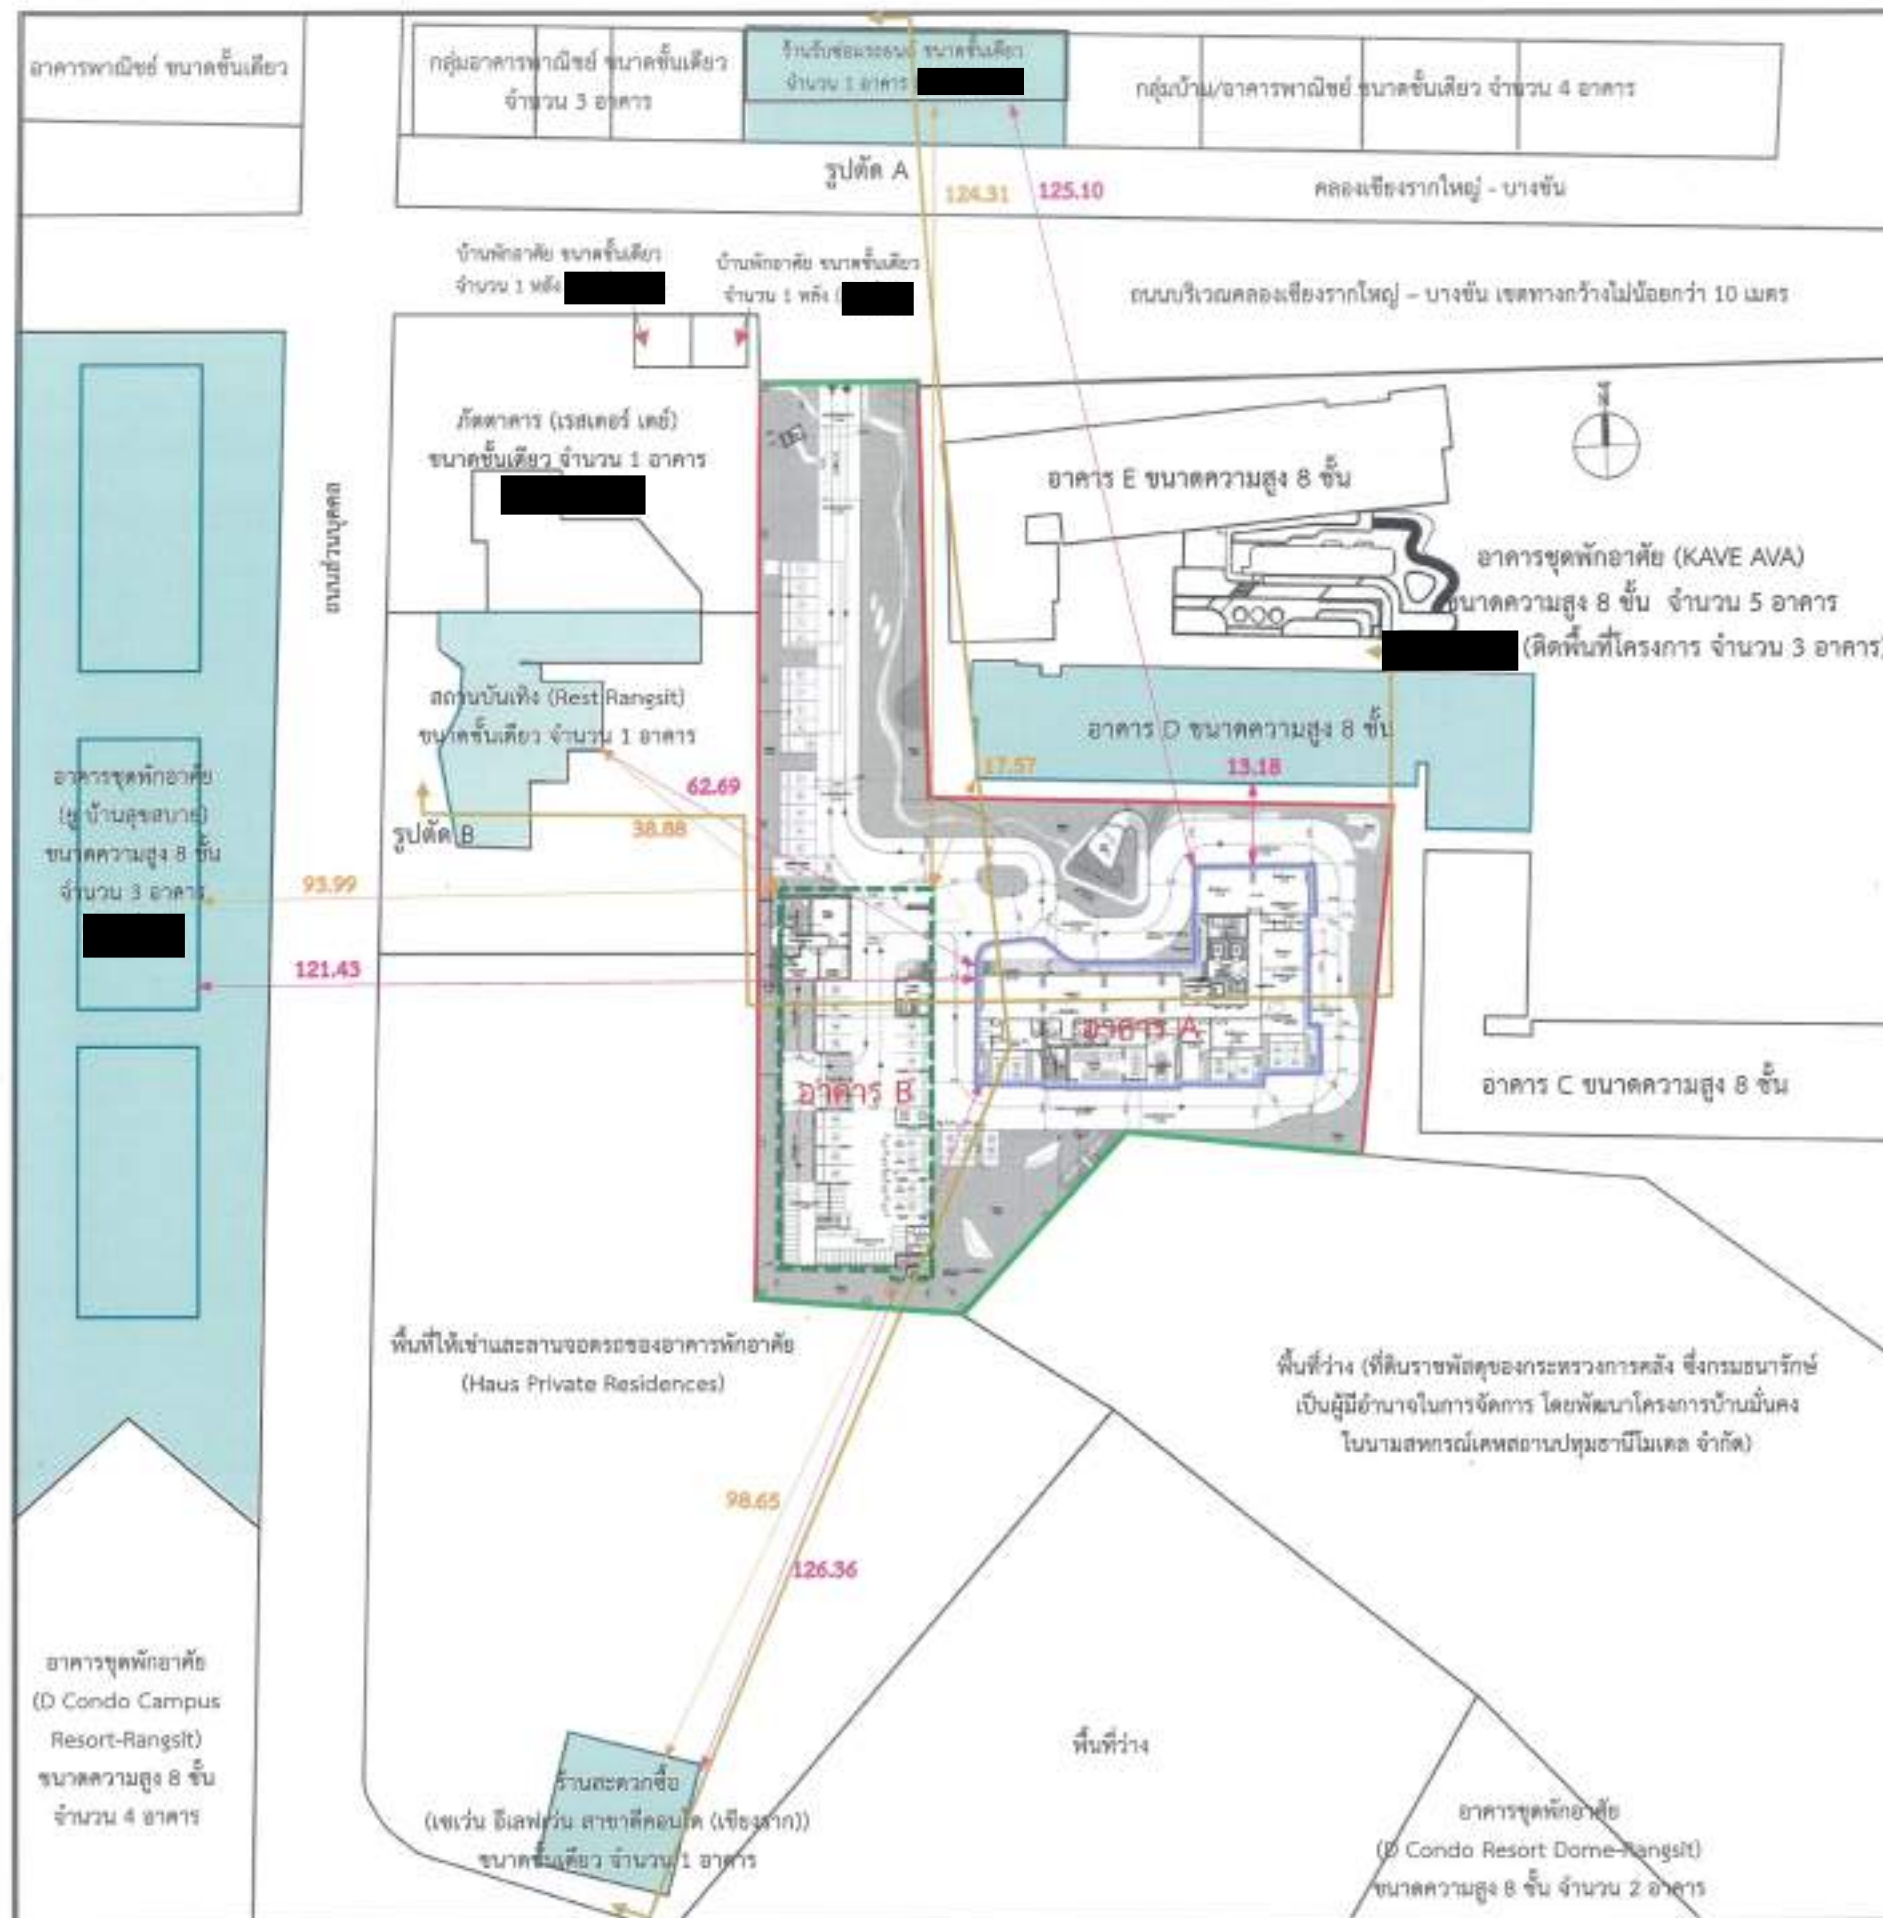 อาคารพาณิชย์ ขนาดชั้นเดียว
กลุ่มอาคารพาณิชย์ ขนาดชั้นเดียว
จำนวน 3 อาคาร
ร้านรับซ่อมรถยนต์ ขนาดชั้นเดียว
จำนวน 1 อาคาร
กลุ่มบ้าน/อาคารพาณิชย์ ขนาดชั้นเดียว จำนวน 4 อาคาร
รูปตัด A
124.31
125.10
คลองเชียงรากใหญ่ - บางขัน
บ้านพักอาศัย ขนาดชั้นเดียว
จำนวน 1 หลัง
บ้านพักอาศัย ขนาดชั้นเดียว
จำนวน 1 หลัง (
ถนนบริเวณคลองเชียงรากใหญ่ – บางขัน เขตทางกว้างไม่น้อยกว่า 10 เมตร
ภัตตาคาร (เรสเตอร์ เดย์)
ขนาดชั้นเดียว จำนวน 1 อาคาร
ถนนส่วนบุคคล
อาคาร E ขนาดความสูง 8 ชั้น
อาคารชุดพักอาศัย (KAVE AVA)
ขนาดความสูง 8 ชั้น จำนวน 5 อาคาร
(ติดพื้นที่โครงการ จำนวน 3 อาคาร)
สถานบันเทิง (Rest Rangsit)
ขนาดชั้นเดียว จำนวน 1 อาคาร
อาคาร D ขนาดความสูง 8 ชั้น
17.57
13.18
62.69
38.88
รูปตัด B
อาคารชุดพักอาศัย
(ยู บ้านสุขสบาย)
ขนาดความสูง 8 ชั้น
จำนวน 3 อาคาร
93.99
121.43
อาคาร A
อาคาร B
อาคาร C ขนาดความสูง 8 ชั้น
พื้นที่ให้เช่าและลานจอดรถของอาคารพักอาศัย
(Haus Private Residences)
พื้นที่ว่าง (ที่ดินราชพัสดุของกระทรวงการคลัง ซึ่งกรมธนารักษ์
เป็นผู้มีอำนาจในการจัดการ โดยพัฒนาโครงการบ้านมั่นคง
ในนามสหกรณ์เคหสถานปทุมธานีโมเดล จำกัด)
98.65
126.36
อาคารชุดพักอาศัย
(D Condo Campus
Resort-Rangsit)
ขนาดความสูง 8 ชั้น
จำนวน 4 อาคาร
ร้านสะดวกซื้อ
(เซเว่น อีเลฟเว่น สาขาดีคอนโด (เชียงราก))
ขนาดชั้นเดียว จำนวน 1 อาคาร
พื้นที่ว่าง
อาคารชุดพักอาศัย
(D Condo Resort Dome-Rangsit)
ขนาดความสูง 8 ชั้น จำนวน 2 อาคาร